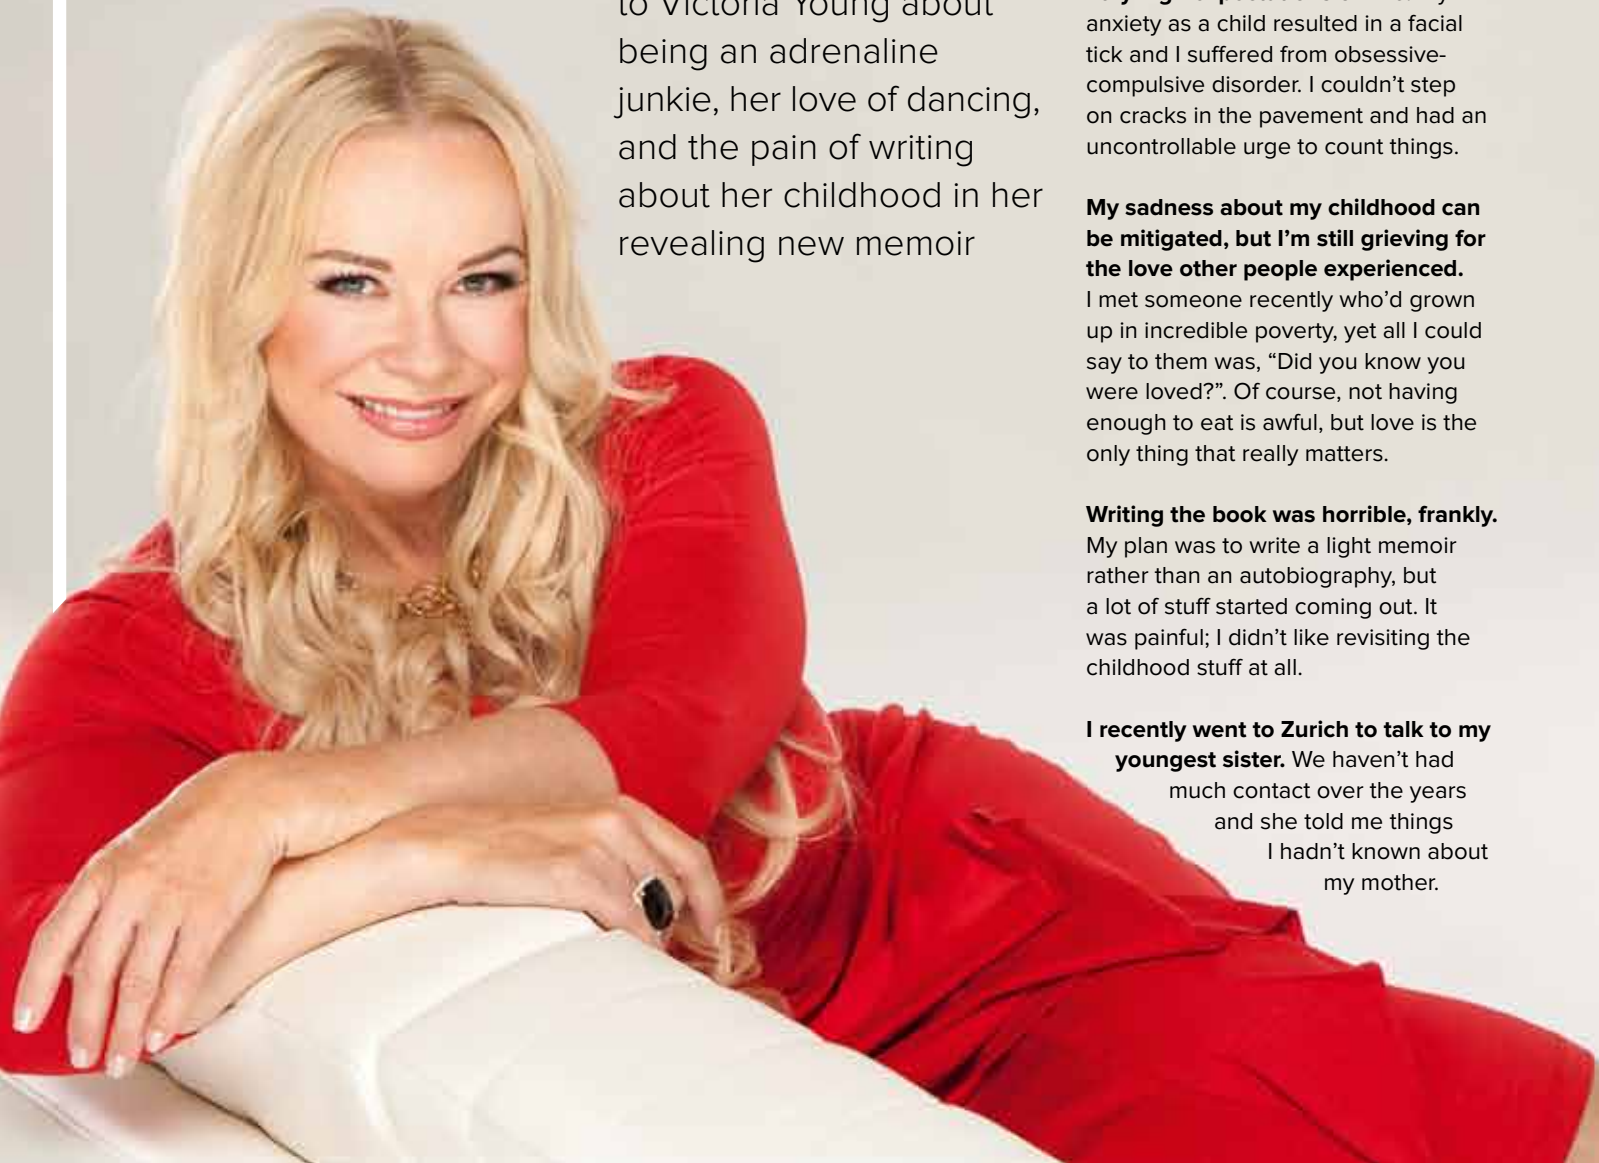 to Victoria Young about
being an adrenaline
junkie, her love of dancing,
and the pain of writing
about her childhood in her
revealing new memoir
anxiety as a child resulted in a facial
tick and I suffered from obsessive-
compulsive disorder. I couldn’t step
on cracks in the pavement and had an
uncontrollable urge to count things.
My sadness about my childhood can
be mitigated, but I’m still grieving for
the love other people experienced.
I met someone recently who’d grown
up in incredible poverty, yet all I could
say to them was, “Did you know you
were loved?”. Of course, not having
enough to eat is awful, but love is the
only thing that really matters.
Writing the book was horrible, frankly.
My plan was to write a light memoir
rather than an autobiography, but
a lot of stuff started coming out. It
was painful; I didn’t like revisiting the
childhood stuff at all.
I recently went to Zurich to talk to my
youngest sister. We haven’t had
much contact over the years
and she told me things
I hadn’t known about
my mother.